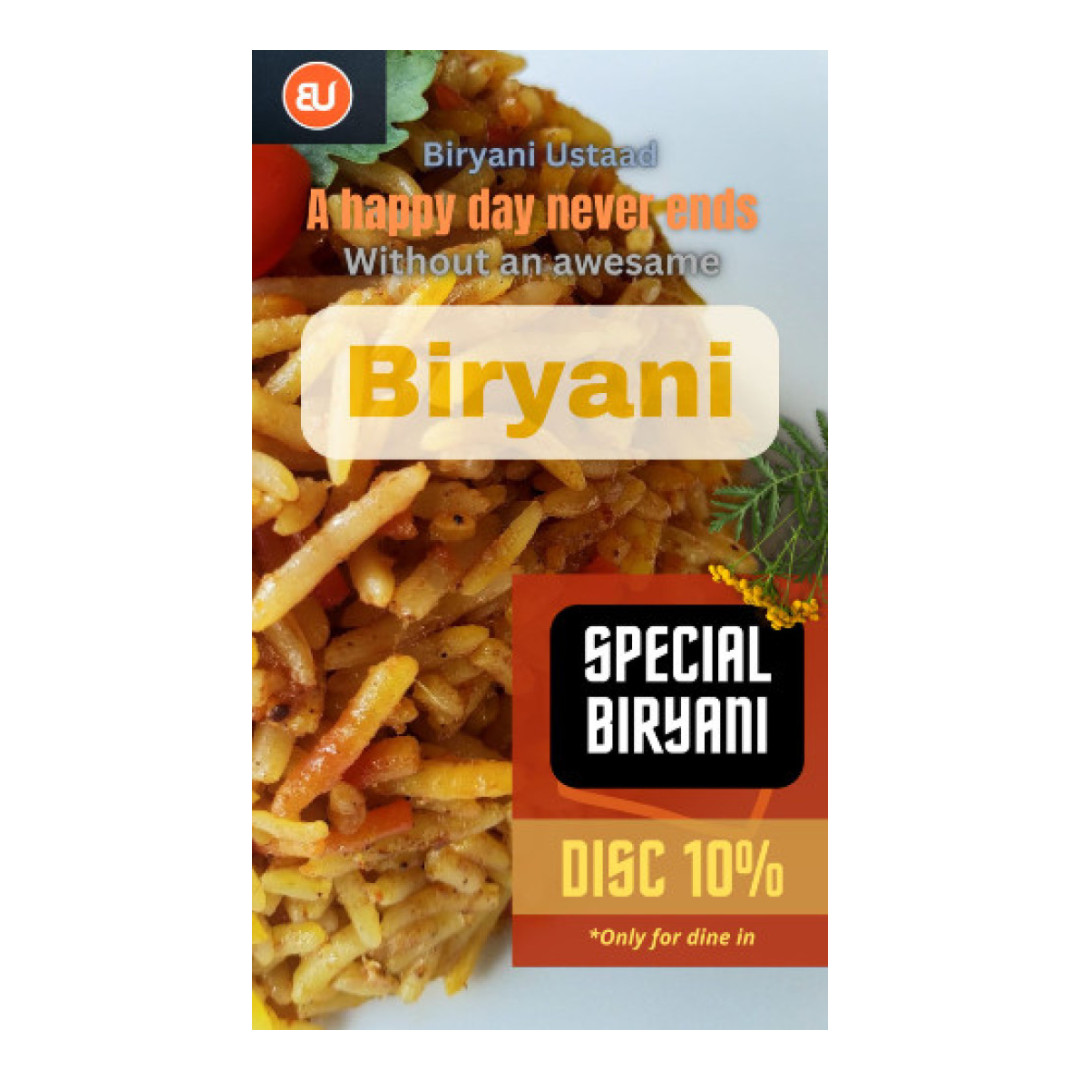 BU
Biryani Ustaad
A happy day never ends
Without an awesame
Biryani
SPECIAL
BIRYANI
DISC 10%
*Only for dine in